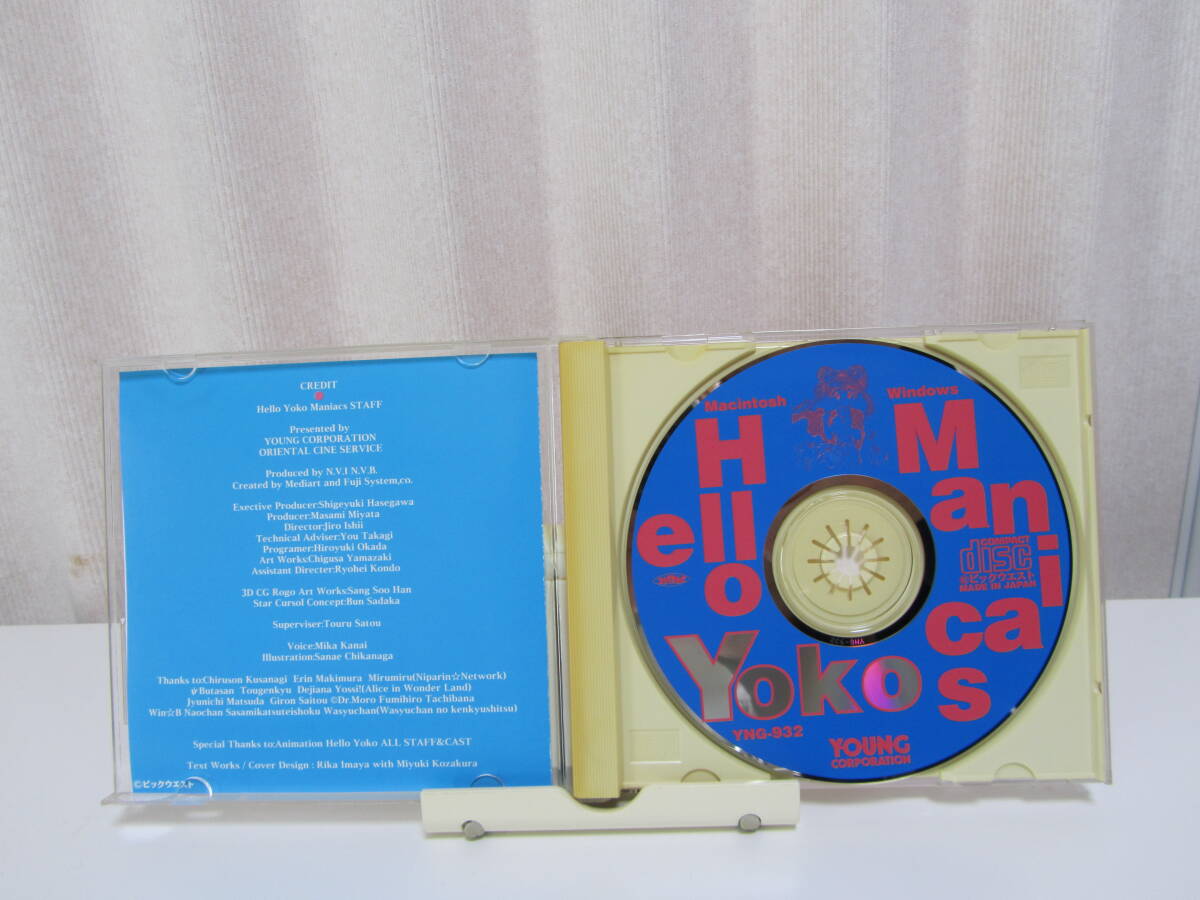 CREDIT
Hello Yoko Maniacs STAFF
Presented by
YOUNG CORPORATION
ORIENTAL CINE SERVICE
Produced by N.V.I N.V.B.
Created by Mediart and Fuji System,co.
Exective Producer:Shigeyuki Hasegawa
Producer:Masami Miyata
Director:Jiro Ishii
Technical Adviser:You Takagi
Programer:Hiroyuki Okada
Art Works:Chigusa Yamazaki
Assistant Directer:Ryohei Kondo
3D CG Rogo Art Works:Sang Soo Han
Star Cursol Concept:Bun Sadaka
Superviser:Touru Satou
Voice:Mika Kanai
Illustration:Sanae Chikanaga
Thanks to:Chiruson Kusanagi Erin Makimura Mirumiru(Niparin☆Network)
ψButasan Tougenkyu Dejiana Yossi!(Alice in Wonder Land)
Jyunichi Matsuda Giron Saitou ©Dr.Moro Fumihiro Tachibana
Win☆B Naochan Sasamikatsuteishoku Wasyuchan(Wasyuchan no kenkyushitsu)
Special Thanks to:Animation Hello Yoko ALL STAFF&CAST
Text Works / Cover Design : Rika Imaya with Miyuki Kozakura
©ビックウエスト
Macintosh
Windows
Hello
Yoko
Maniacs
COMPACT
disc
©ビックウエスト
MADE IN JAPAN
YNG-932
YNG-932
YOUNG
CORPORATION